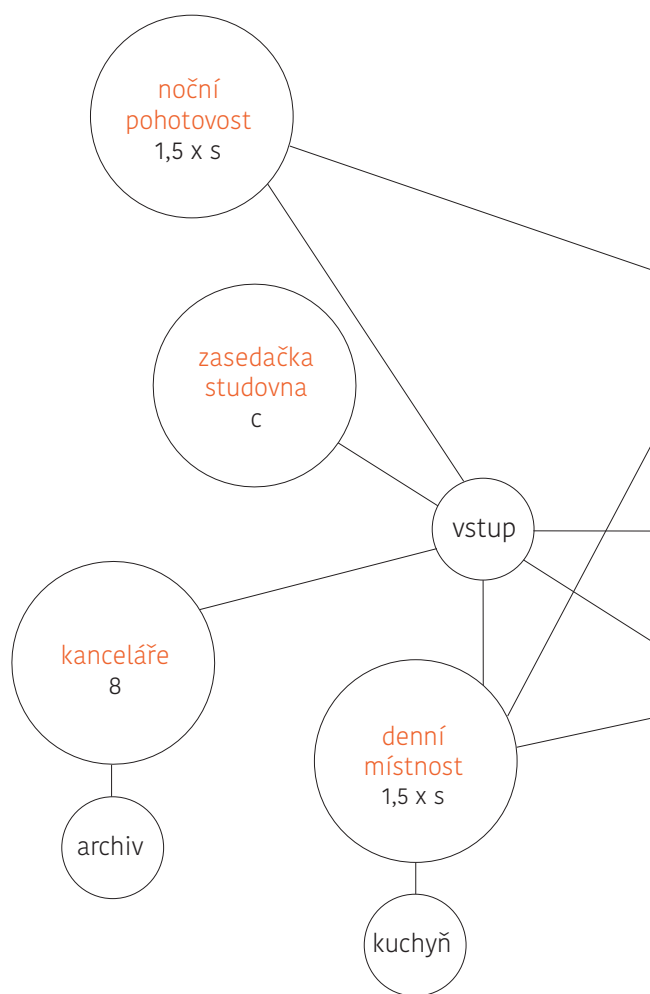 noční
pohotovost
1,5 x s
zasedačka
studovna
c
vstup
kanceláře
8
denní
místnost
1,5 x s
archiv
kuchyň